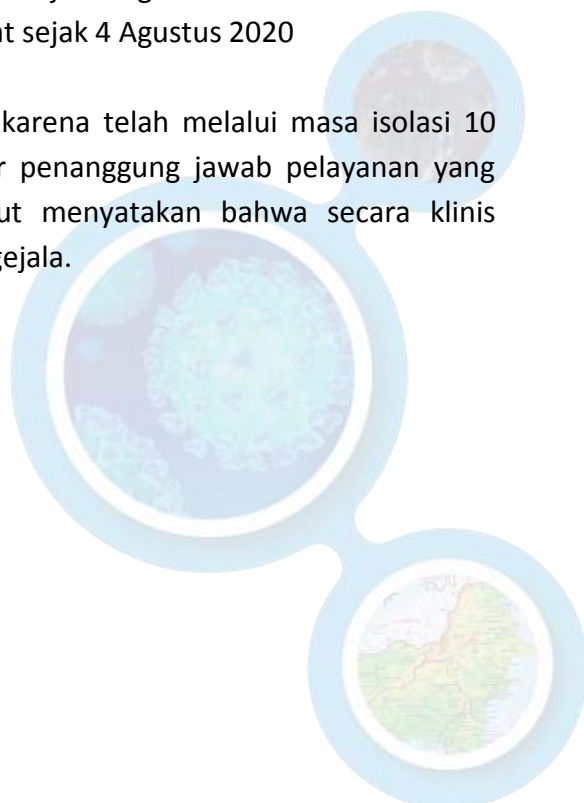 t sejak 4 Agustus 2020
karena telah melalui masa isolasi 10
penanggung jawab pelayanan yang
ut menyatakan bahwa secara klinis
gejala.